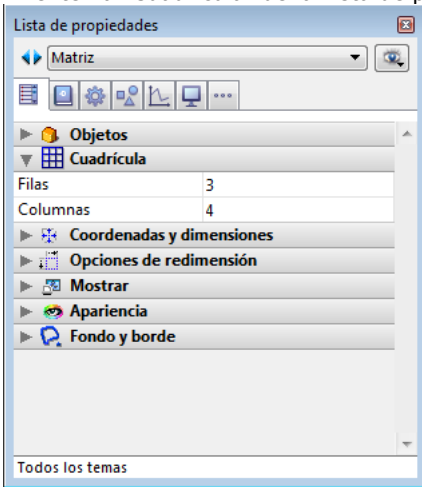 Lista de propiedades
Matriz
Objetos
Cuadrícula
Filas 3
Columnas 4
Coordenadas y dimensiones
Opciones de redimensión
Mostrar
Apariencia
Fondo y borde
Todos los temas